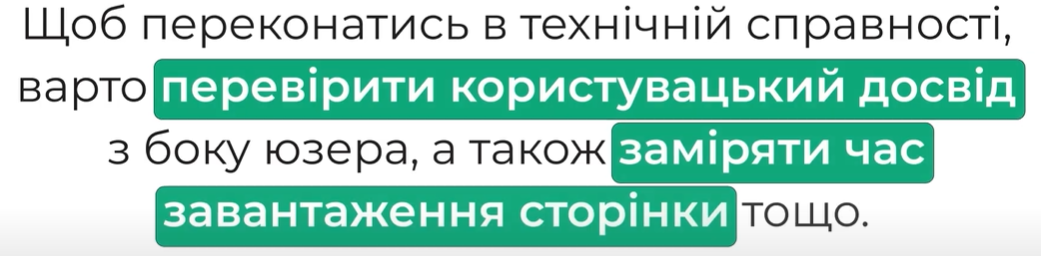 Щоб переконатись в технічній справності,
варто перевірити користувацький досвід
з боку юзера, а також заміряти час
завантаження сторінки тощо.